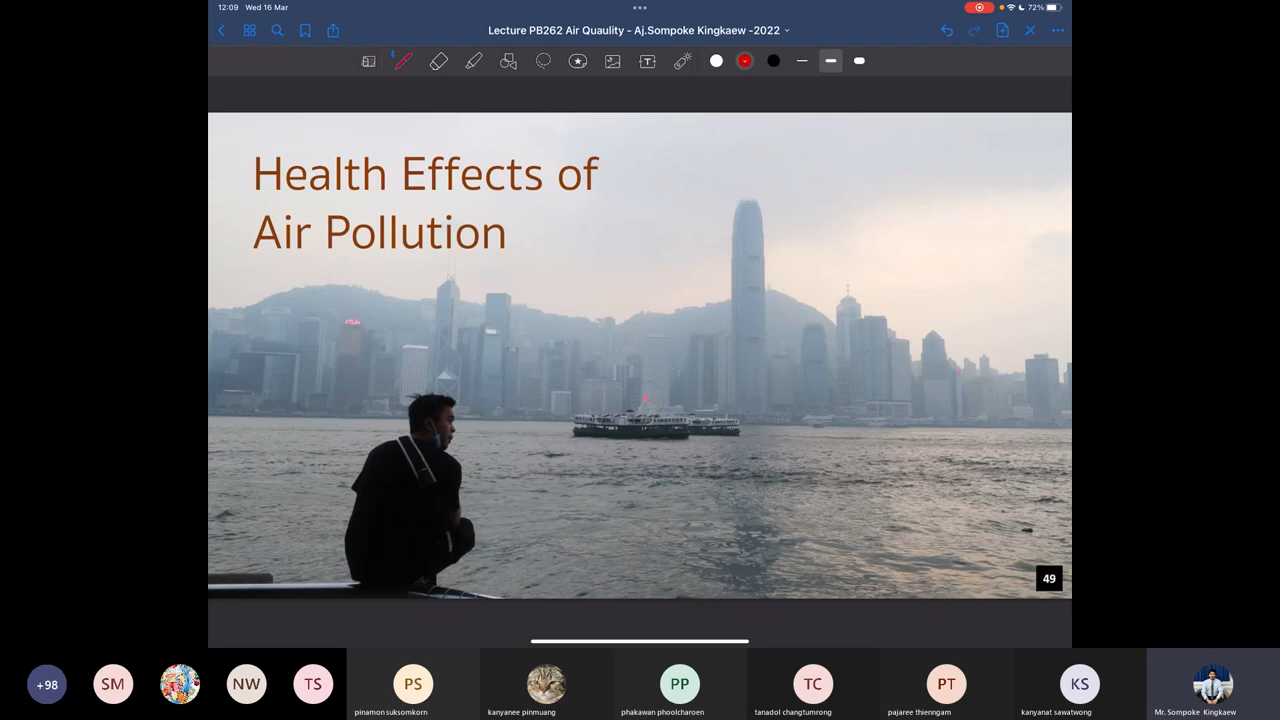 12:09 Wed 16 Mar
72%
Lecture PB262 Air Quaulity - Aj.Sompoke Kingkaew -2022
T
Health Effects of
Air Pollution
49
+98
SM
NW
TS
PS
PP
TC
PT
KS
pinamon suksomkorn
kanyanee pinmuang
phakawan phoolcharoen
tanadol changtumrong
pajaree thienngam
kanyanat sawatwong
Mr. Sompoke Kingkaew